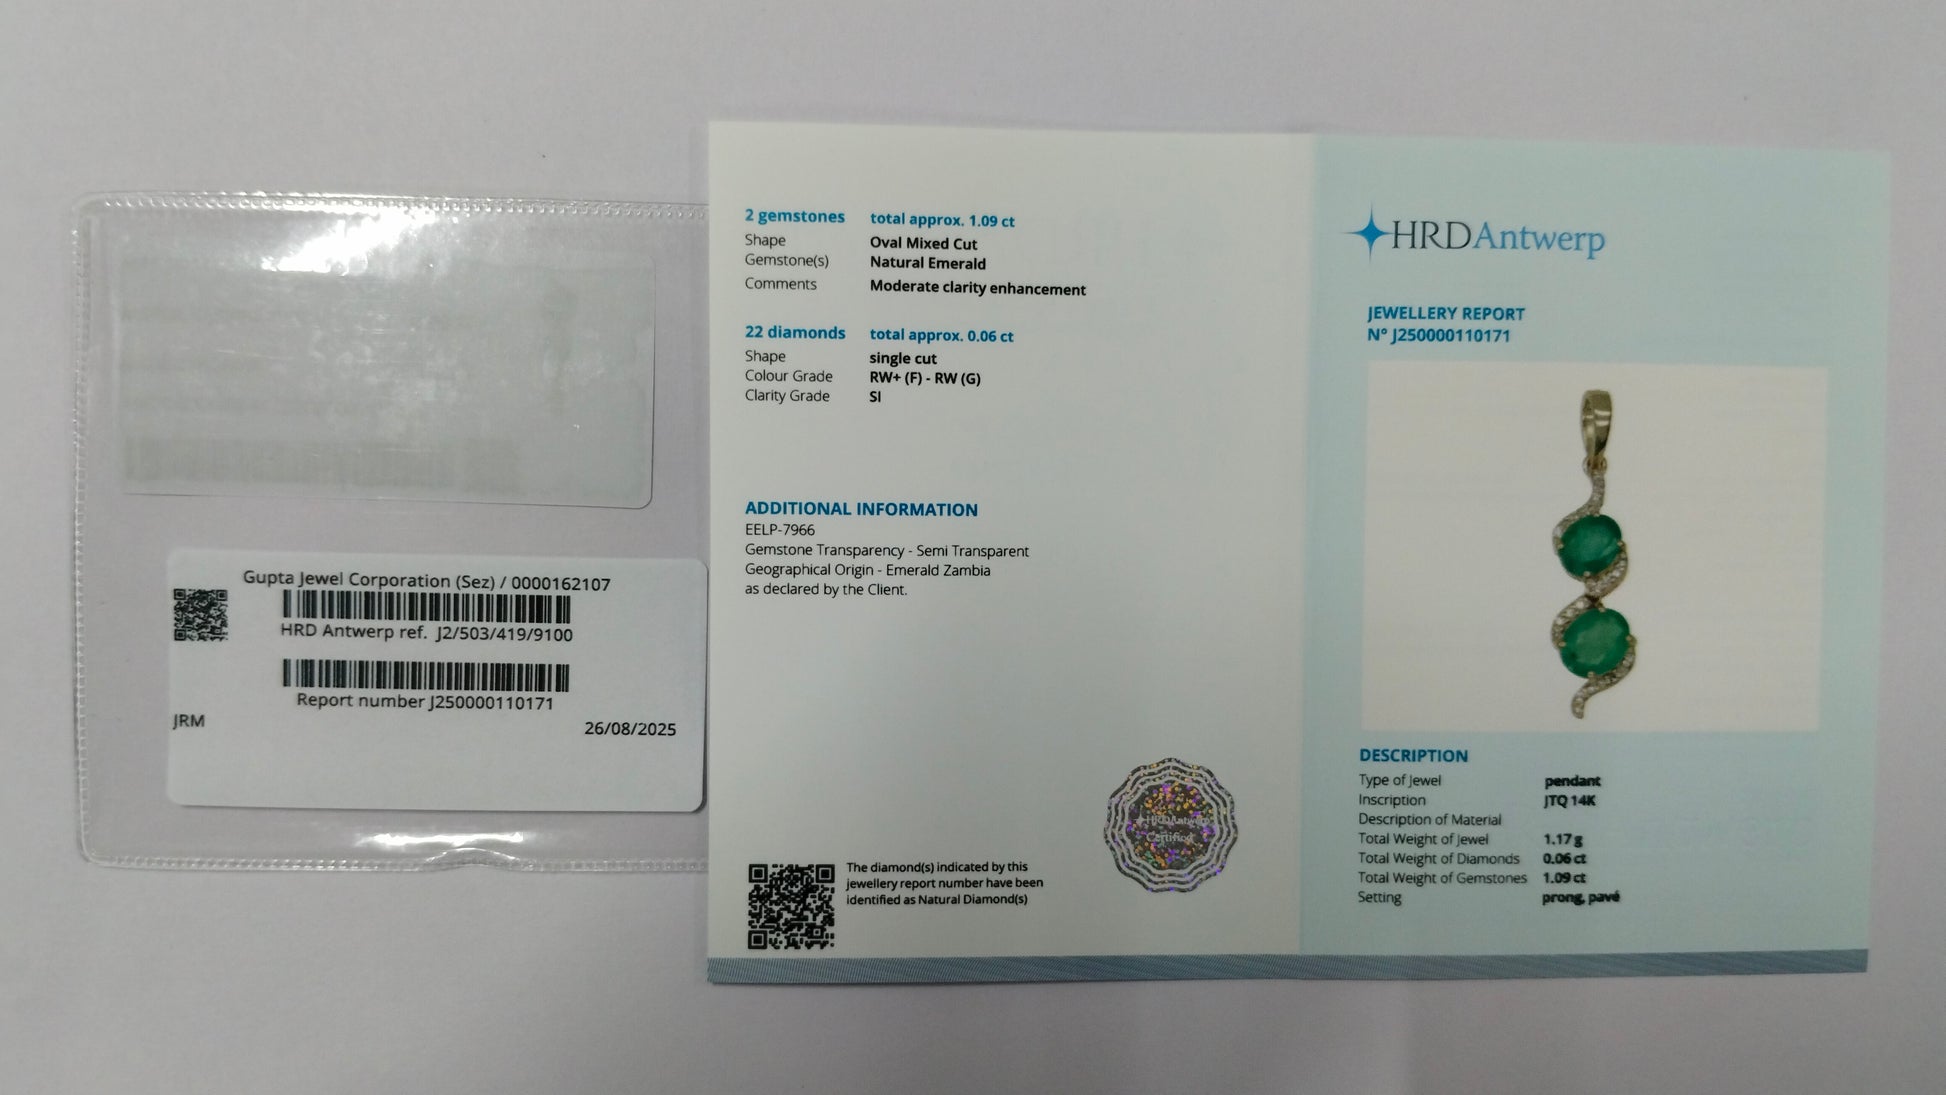 Gupta Jewel Corporation (Sez) / 0000162107
HRD Antwerp ref. J2/503/419/9100
Report number J250000110171
JRM
26/08/2025
2 gemstones total approx. 1.09 ct
Shape Oval Mixed Cut
Gemstone(s) Natural Emerald
Comments Moderate clarity enhancement
22 diamonds total approx. 0.06 ct
Shape single cut
Colour Grade RW+ (F) - RW (G)
Clarity Grade SI
ADDITIONAL INFORMATION
EELP-7966
Gemstone Transparency - Semi Transparent
Geographical Origin - Emerald Zambia
as declared by the Client.
HRDAntwerp
Certified
The diamond(s) indicated by this
jewellery report number have been
identified as Natural Diamond(s)
HRDAntwerp
JEWELLERY REPORT
N° J250000110171
DESCRIPTION
Type of Jewel pendant
Inscription JTQ 14K
Description of Material
Total Weight of Jewel 1.17 g
Total Weight of Diamonds 0.06 ct
Total Weight of Gemstones 1.09 ct
Setting prong, pavé